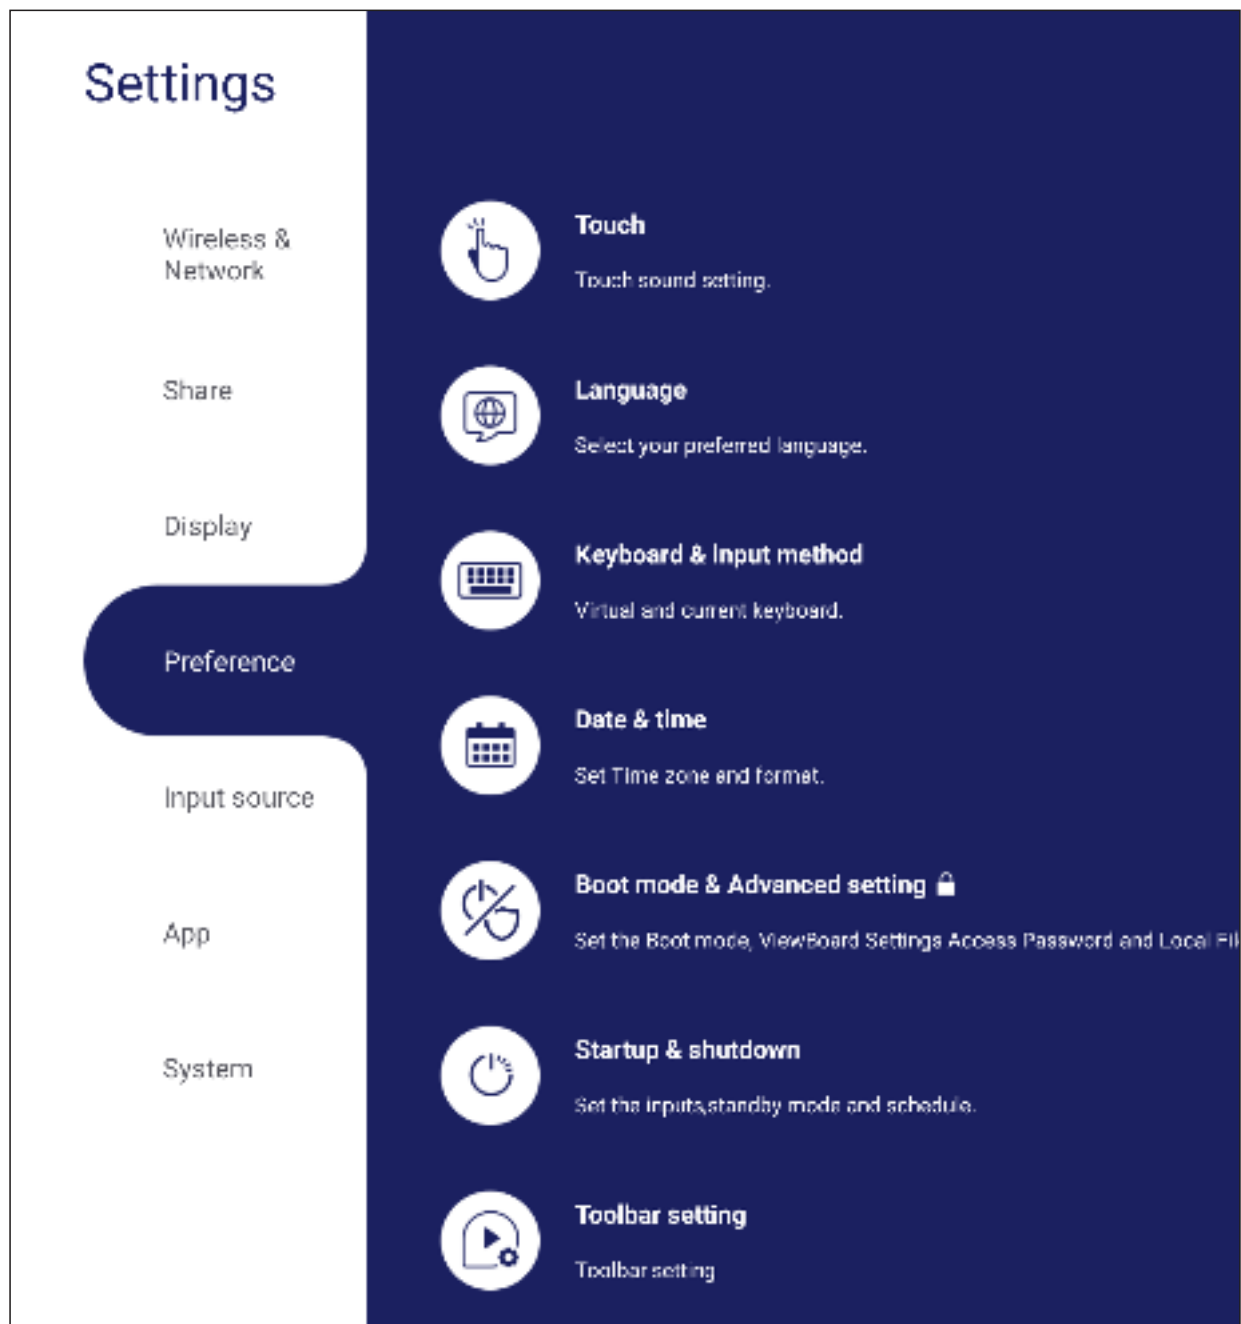 Settings
Wireless &
Network
Share
Display
Preference
Input source
App
System
Touch
Touch sound setting.
Language
Select your preferred language.
Keyboard & Input method
Virtual and current keyboard.
Date & time
Set Time zone and format.
Boot mode & Advanced setting
Set the Boot mode, ViewBoard Settings Access Password and Local
Startup & shutdown
Set the inputs,standby mode and schedule.
Toolbar setting
Toolbar setting